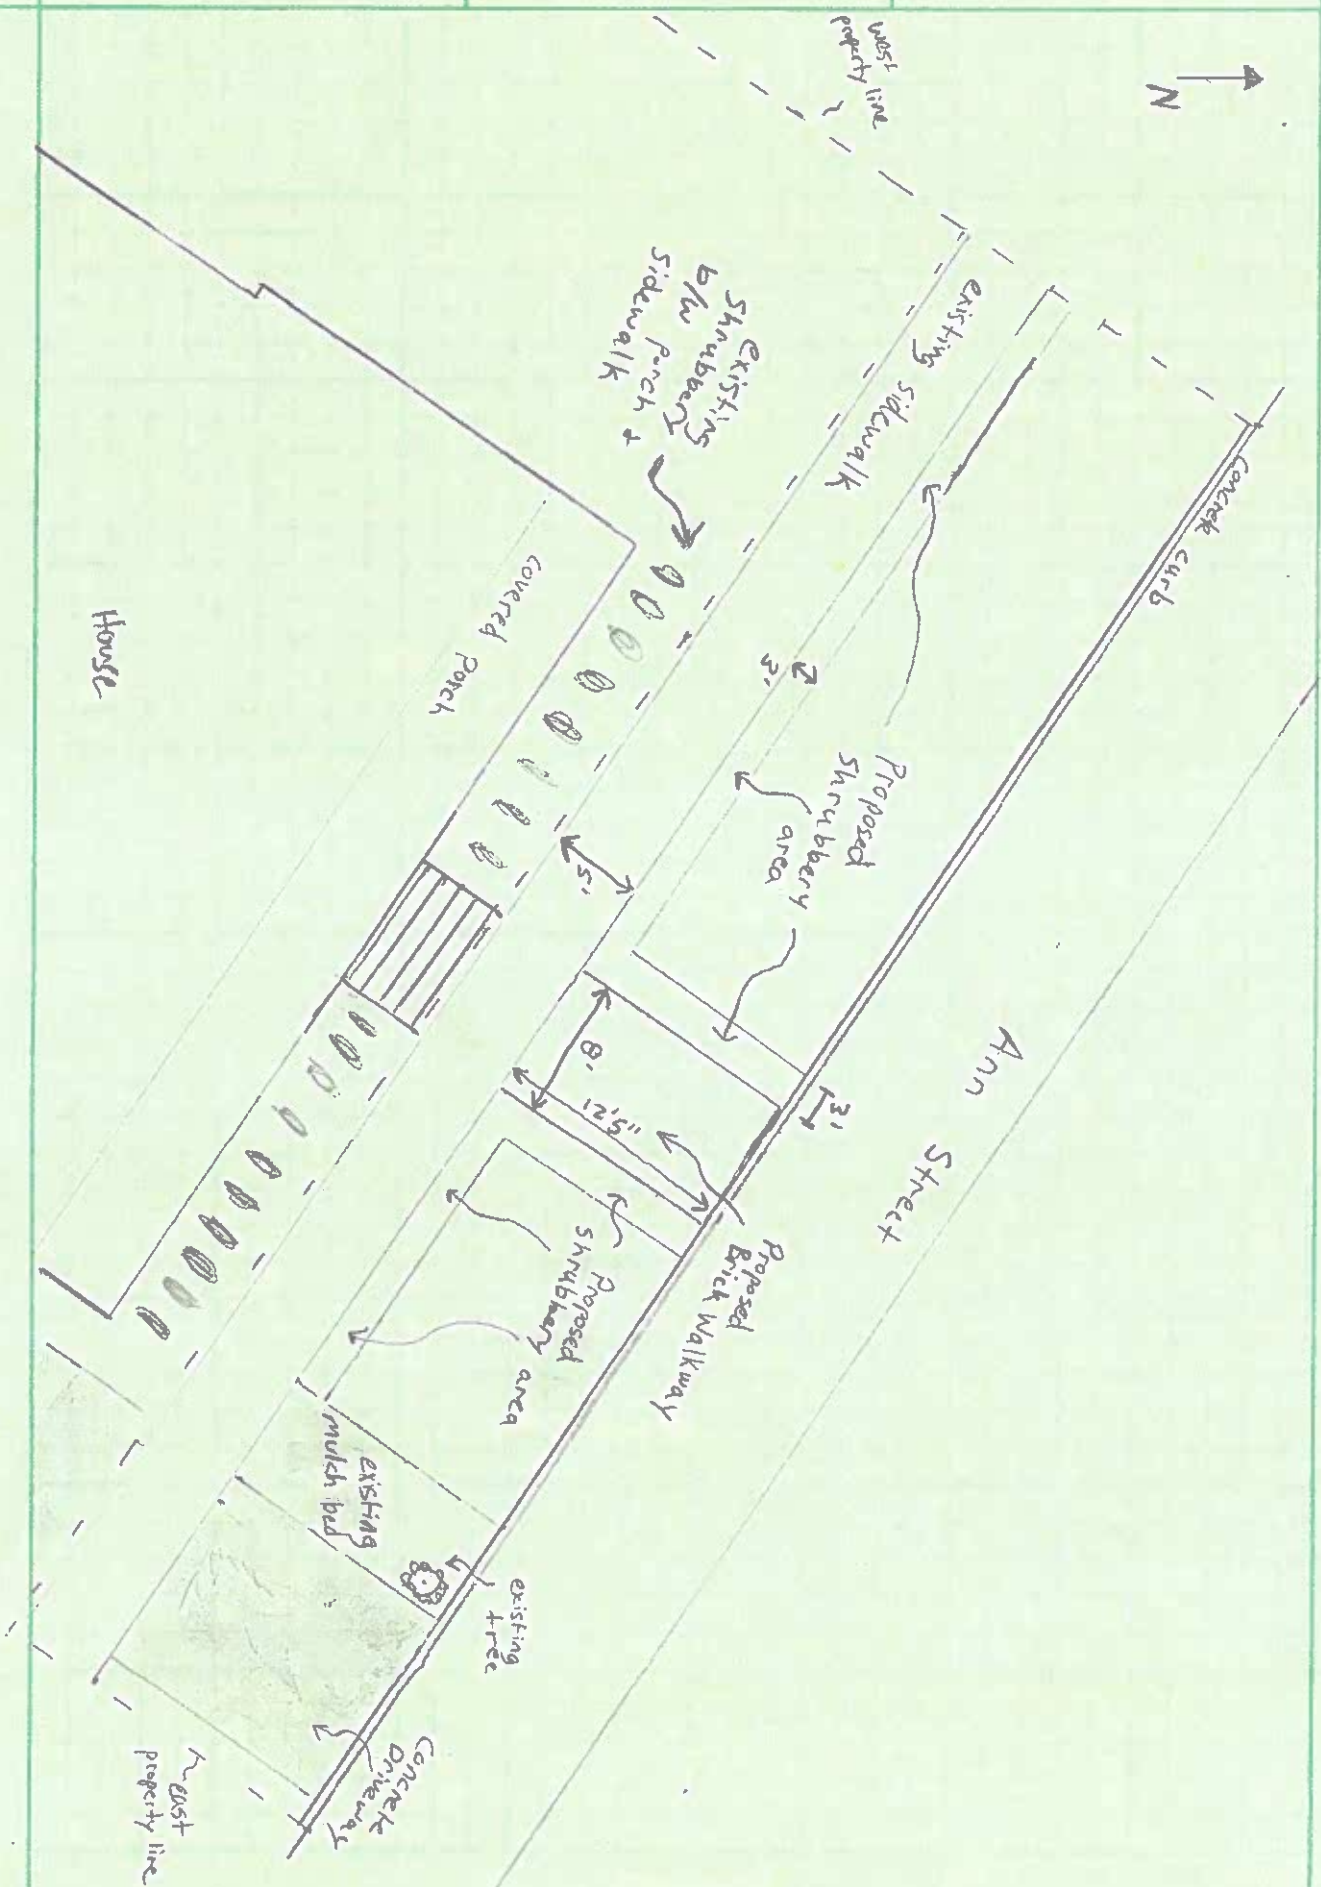 N
west
property line
existing sidewalk
concrete curb
existing
shrubbery
b/w porch &
sidewalk
3'
Proposed
shrubbery
area
Ann Street
House
covered porch
5'
8'
12'5"
3'
Proposed
Brick Walkway
Proposed
shrubbery area
existing
mulch bed
existing
tree
Concrete
Driveway
east
property line